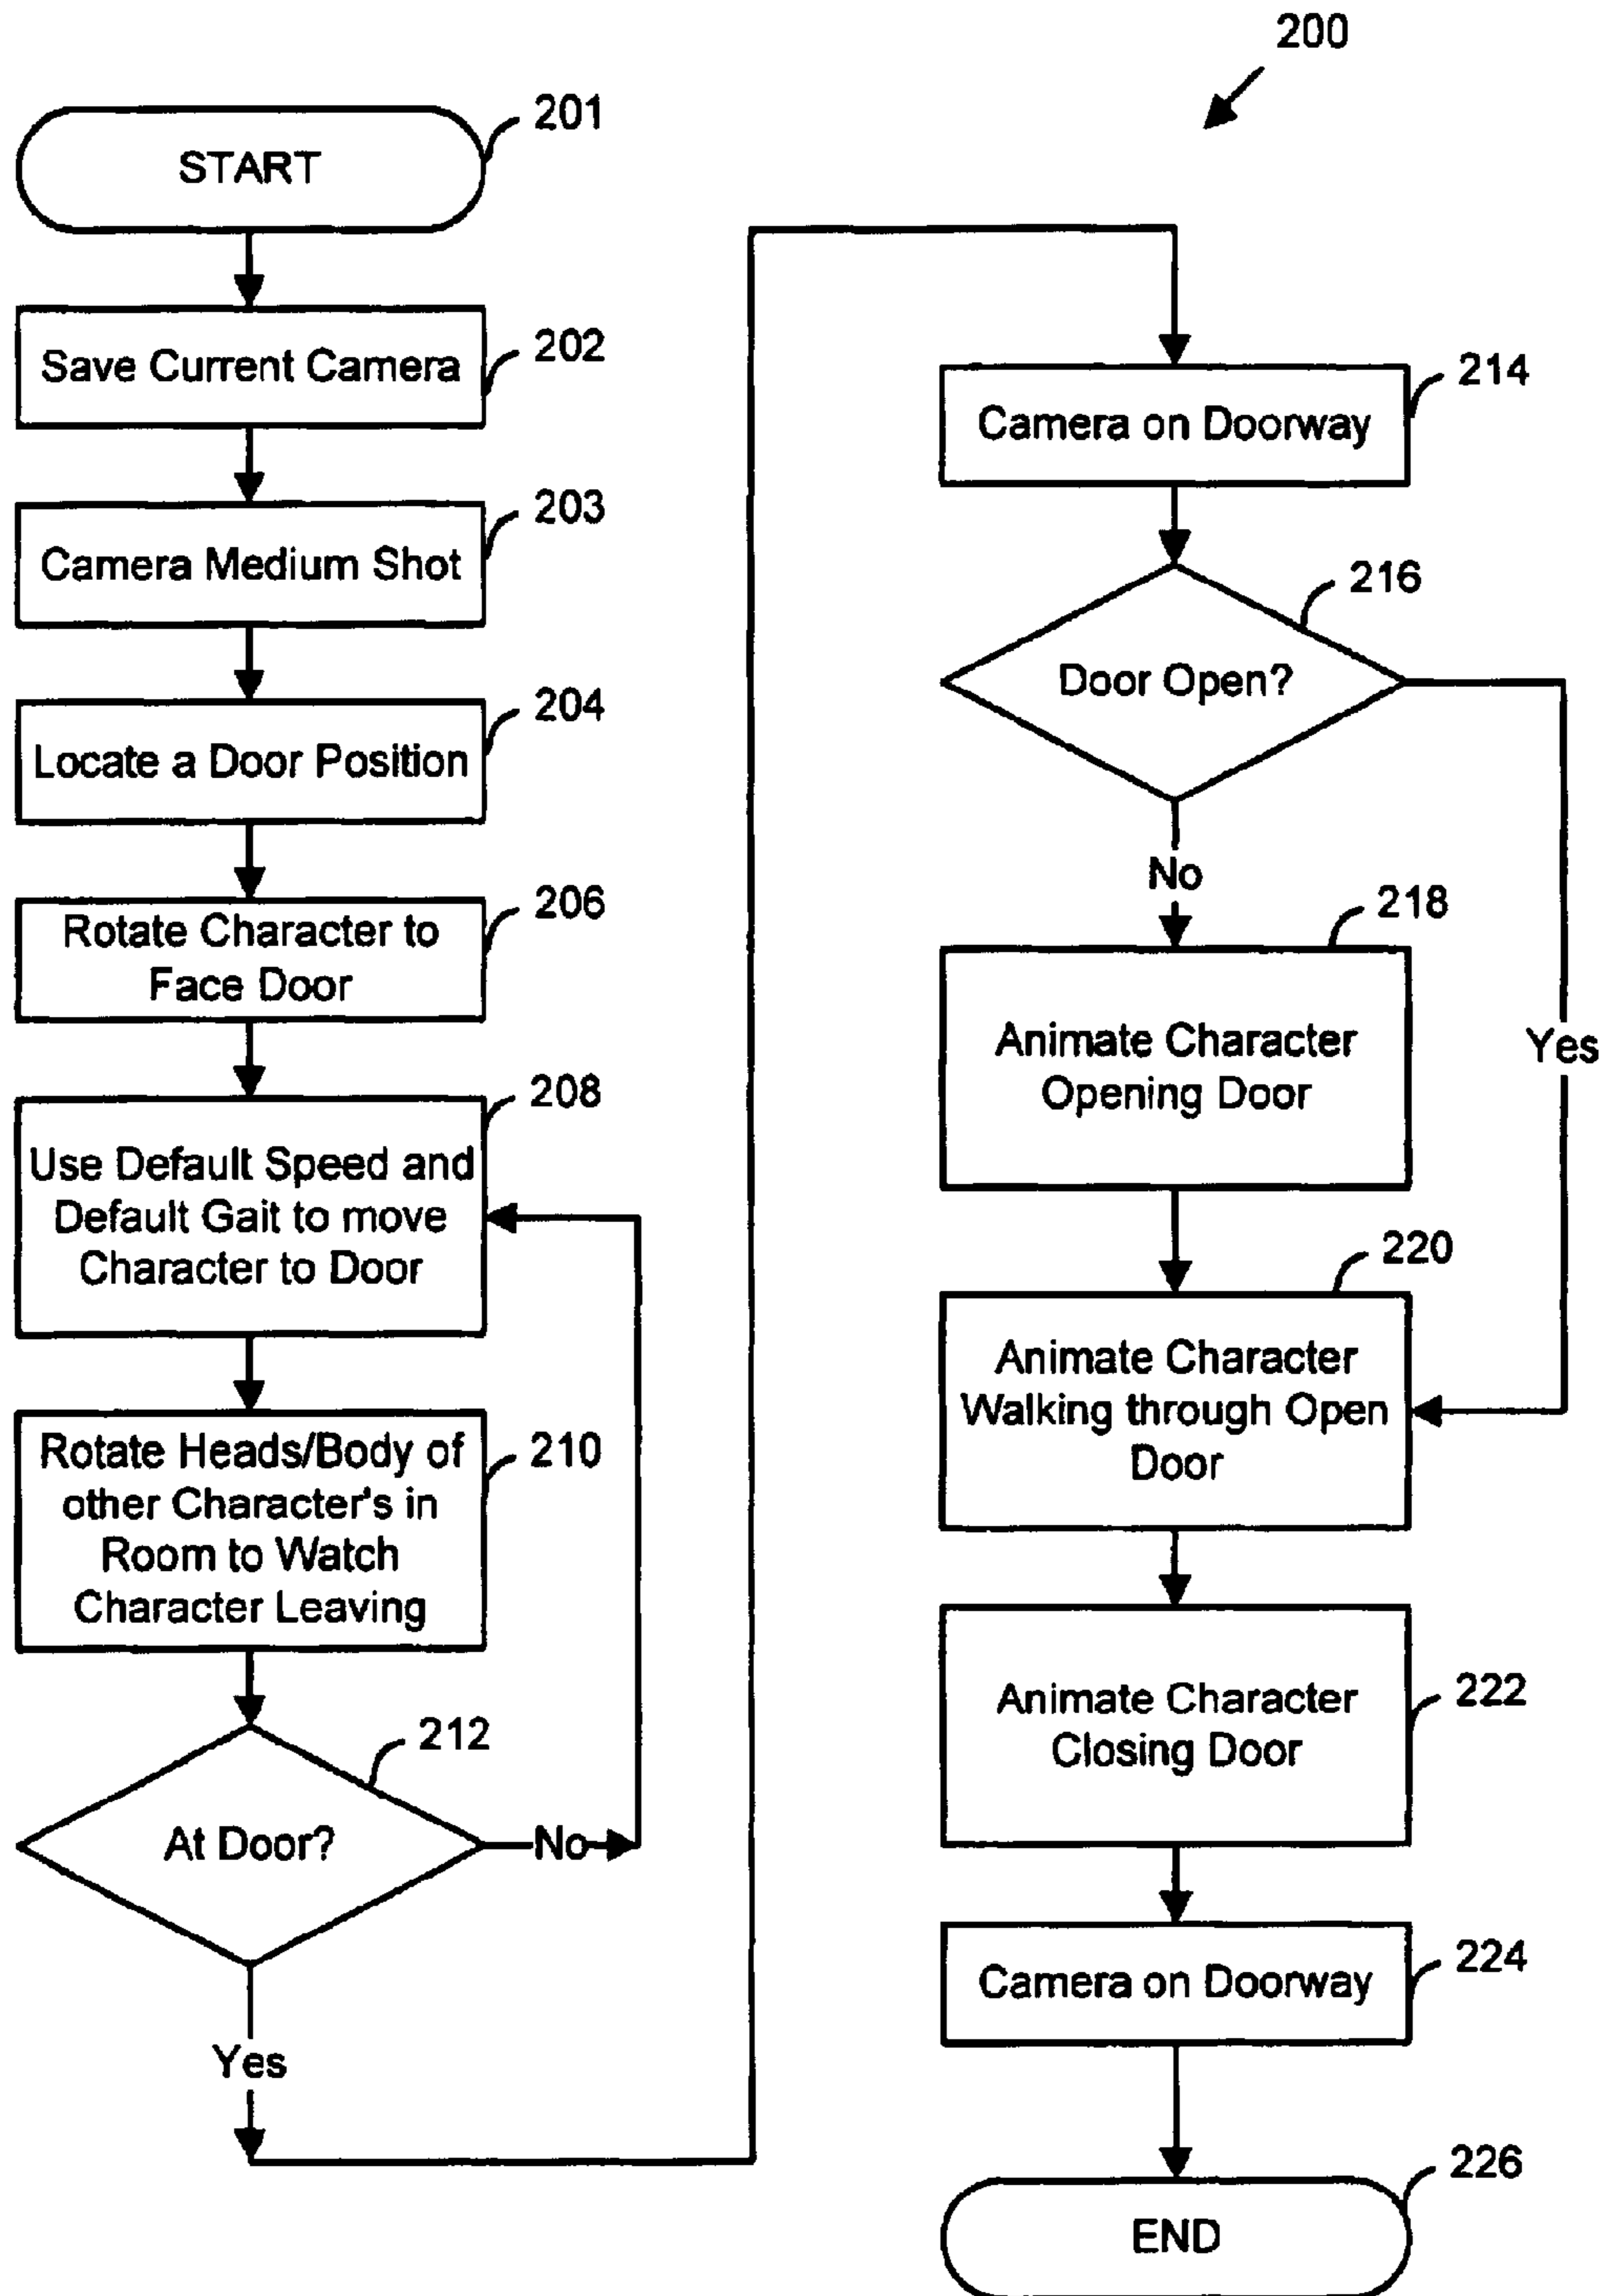 200
START
201
Save Current Camera
202
Camera Medium Shot
203
Locate a Door Position
204
Rotate Character to
Face Door
206
Use Default Speed and
Default Gait to move
Character to Door
208
Rotate Heads/Body of
other Character's in
Room to Watch
Character Leaving
210
At Door?
212
No
Yes
Camera on Doorway
214
Door Open?
216
No
Yes
Animate Character
Opening Door
218
Animate Character
Walking through Open
Door
220
Animate Character
Closing Door
222
Camera on Doorway
224
END
226